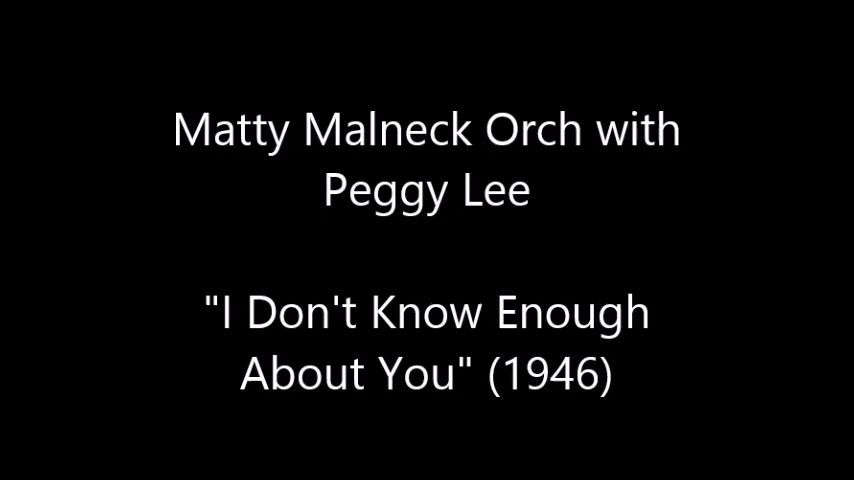 Matty Malneck Orch with
Peggy Lee
"I Don't Know Enough
About You" (1946)